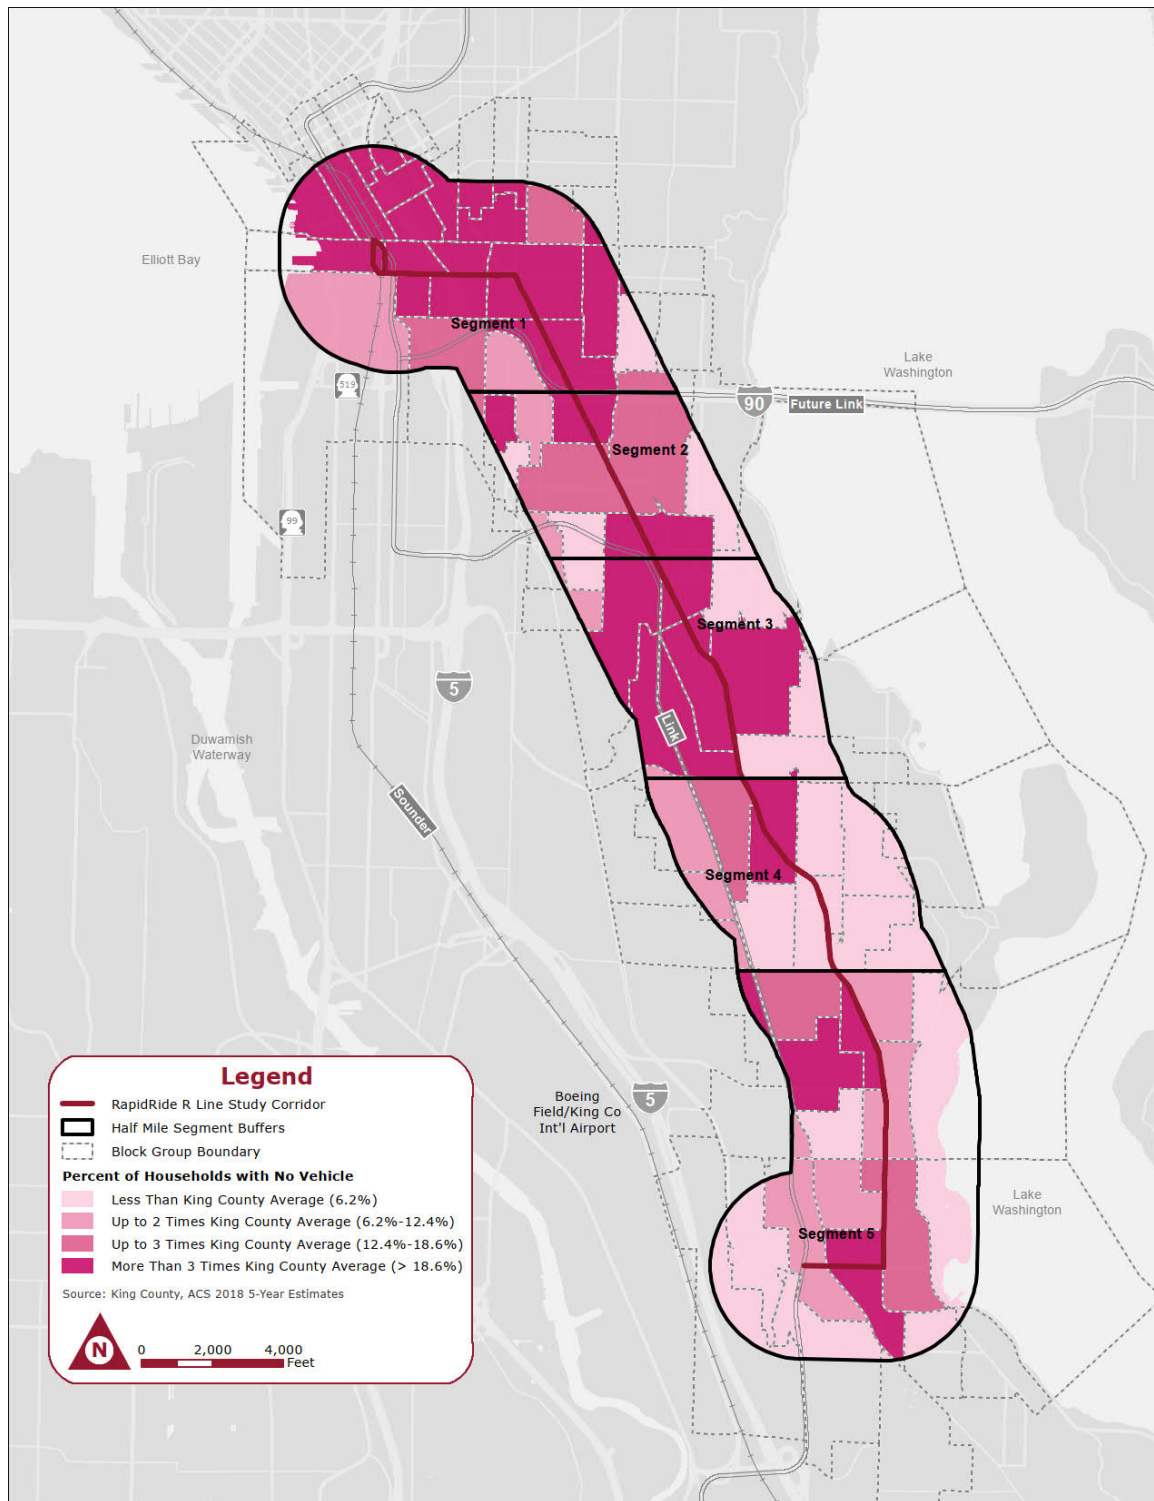 Elliott Bay
Segment 1
519
Lake
Washington
90
Future Link
Segment 2
99
Segment 3
5
Link
Duwamish
Waterway
Sounder
Segment 4
Boeing
Field/King Co
Int'l Airport
5
Lake
Washington
Segment 5
Legend
RapidRide R Line Study Corridor
Half Mile Segment Buffers
Block Group Boundary
Percent of Households with No Vehicle
Less Than King County Average (6.2%)
Up to 2 Times King County Average (6.2%-12.4%)
Up to 3 Times King County Average (12.4%-18.6%)
More Than 3 Times King County Average (> 18.6%)
Source: King County, ACS 2018 5-Year Estimates
N
0 2,000 4,000
Feet